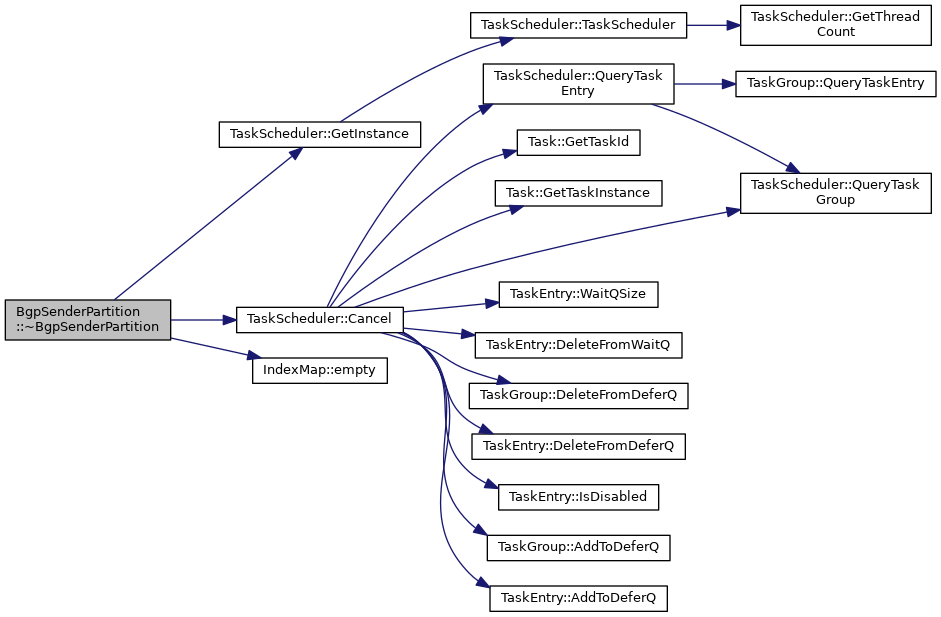 TaskScheduler::TaskScheduler
TaskScheduler::GetThread
Count
TaskScheduler::QueryTask
Entry
TaskGroup::QueryTaskEntry
TaskScheduler::GetInstance
Task::GetTaskId
Task::GetTaskInstance
TaskScheduler::QueryTask
Group
TaskEntry::WaitQSize
BgpSenderPartition
::~BgpSenderPartition
TaskScheduler::Cancel
TaskEntry::DeleteFromWaitQ
IndexMap::empty
TaskGroup::DeleteFromDeferQ
TaskEntry::DeleteFromDeferQ
TaskEntry::IsDisabled
TaskGroup::AddToDeferQ
TaskEntry::AddToDeferQ